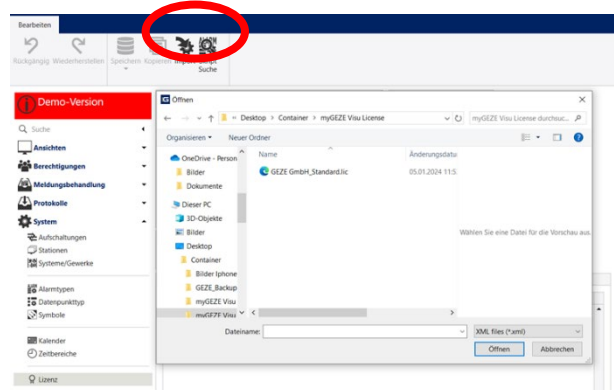 Bearbeiten
Rückgängig Wiederherstellen Speichern Kopieren Import Skript
Suche
Demo-Version
Suche
Ansichten
Berechtigungen
Meldungsbehandlung
Protokolle
System
Aufschaltungen
Stationen
Systeme/Gewerke
Alarmtypen
Datenpunkttyp
Symbole
Kalender
Zeitbereiche
Lizenz
Öffnen
« Desktop > Container > myGEZE Visu License
myGEZE Visu License durchsuc...
Organisieren Neuer Ordner
Name Änderungsdatu
OneDrive - Person
Bilder
Dokumente
Dieser PC
3D-Objekte
Bilder
Desktop
Container
Bilder Iphone
GEZE_Backup
myGEZE Visu
myGEZE Visu
GEZE GmbH_Standard.lic 05.01.2024 11:5
Wählen Sie eine Datei für die Vorschau aus.
Dateiname:
XML files (*.xml)
Öffnen Abbrechen